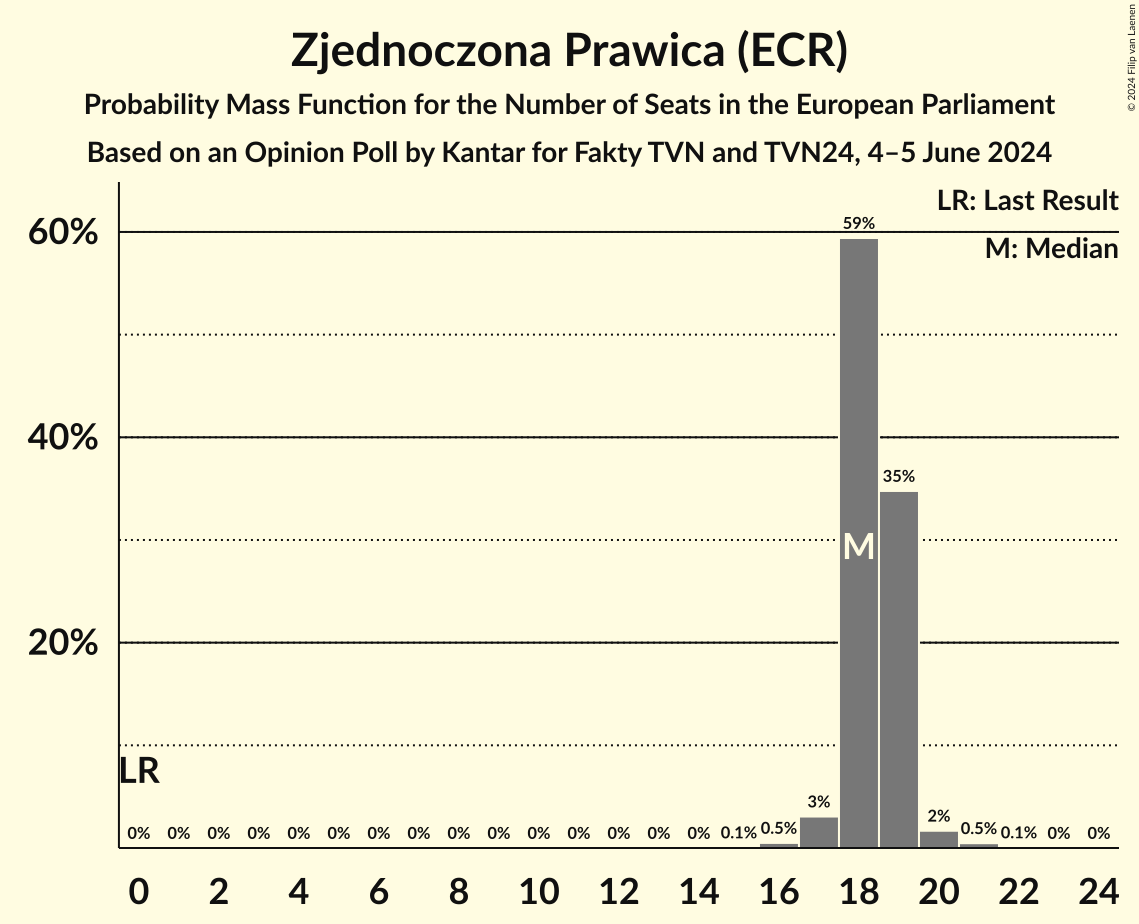 Zjednoczona Prawica (ECR)
Probability Mass Function for the Number of Seats in the European Parliament
Based on an Opinion Poll by Kantar for Fakty TVN and TVN24, 4–5 June 2024
© 2024 Filip van Laenen
LR: Last Result
M: Median
60%
40%
20%
59%
35%
M
LR
0% 0% 0% 0% 0% 0% 0% 0% 0% 0% 0% 0% 0% 0% 0% 0.1% 0.5% 3% 2% 0.5% 0.1% 0% 0%
0 2 4 6 8 10 12 14 16 18 20 22 24